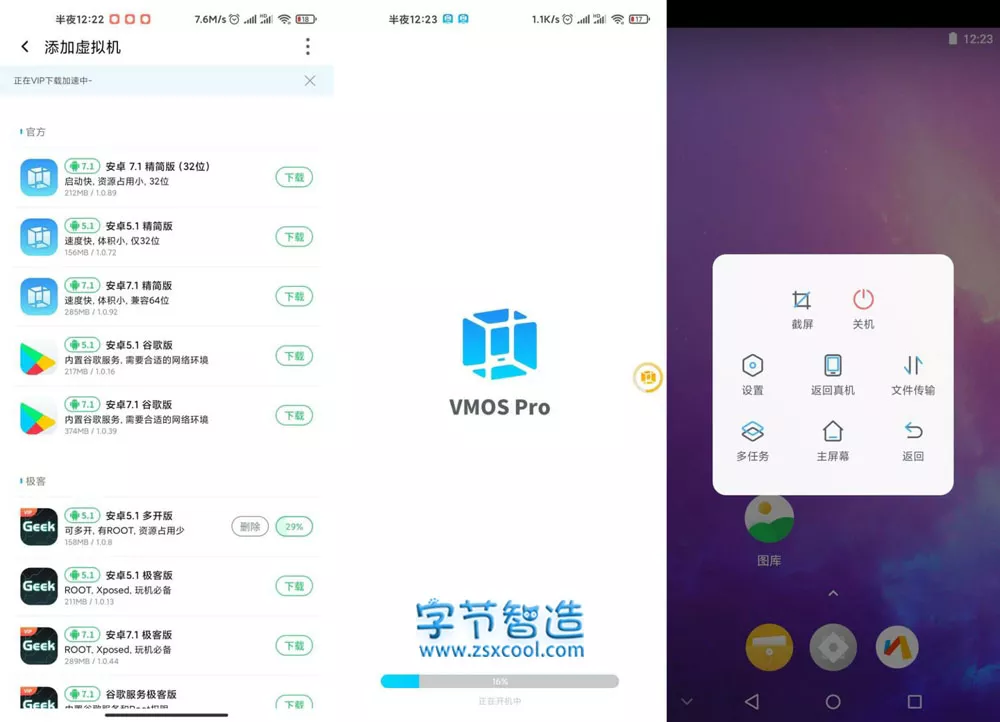 半夜12:22
7.6M/s
HD
18
添加虚拟机
正在VIP下载加速中~
官方
7.1 安卓 7.1 精简版 (32位)
启动快, 资源占用小, 32位
212MB / 1.0.89
下载
5.1 安卓5.1 精简版
速度快, 体积小, 仅32位
156MB / 1.0.72
下载
7.1 安卓7.1 精简版
速度快, 体积小, 兼容64位
285MB / 1.0.92
下载
5.1 安卓5.1 谷歌版
内置谷歌服务, 需要合适的网络环境
217MB / 1.0.16
下载
7.1 安卓7.1 谷歌版
内置谷歌服务, 需要合适的网络环境
374MB / 1.0.39
下载
极客
VIP
Geek
5.1 安卓5.1 多开版
可多开, 有ROOT, 资源占用少
158MB / 1.0.8
删除
29%
Geek
5.1 安卓5.1 极客版
ROOT, Xposed, 玩机必备
211MB / 1.0.13
下载
VIP
Geek
7.1 安卓7.1 极客版
ROOT, Xposed, 玩机必备
289MB / 1.0.44
下载
VIP
Geek
7.1 谷歌服务极客版
下载
半夜12:23
1.1K/s
HD
17
VMOS Pro
字节智造
www.zsxcool.com
16%
正在开机中
12:23
截屏
关机
设置
返回真机
文件传输
多任务
主屏幕
返回
图库